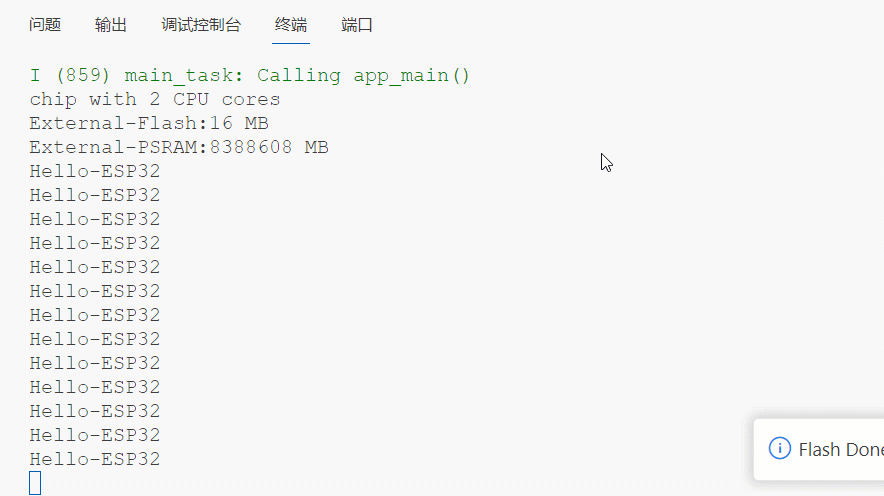 问题 输出 调试控制台 终端 端口
I (859) main_task: Calling app_main()
chip with 2 CPU cores
External-Flash:16 MB
External-PSRAM:8388608 MB
Hello-ESP32
Hello-ESP32
Hello-ESP32
Hello-ESP32
Hello-ESP32
Hello-ESP32
Hello-ESP32
Hello-ESP32
Hello-ESP32
Hello-ESP32
Hello-ESP32
Hello-ESP32
Hello-ESP32
Flash Done